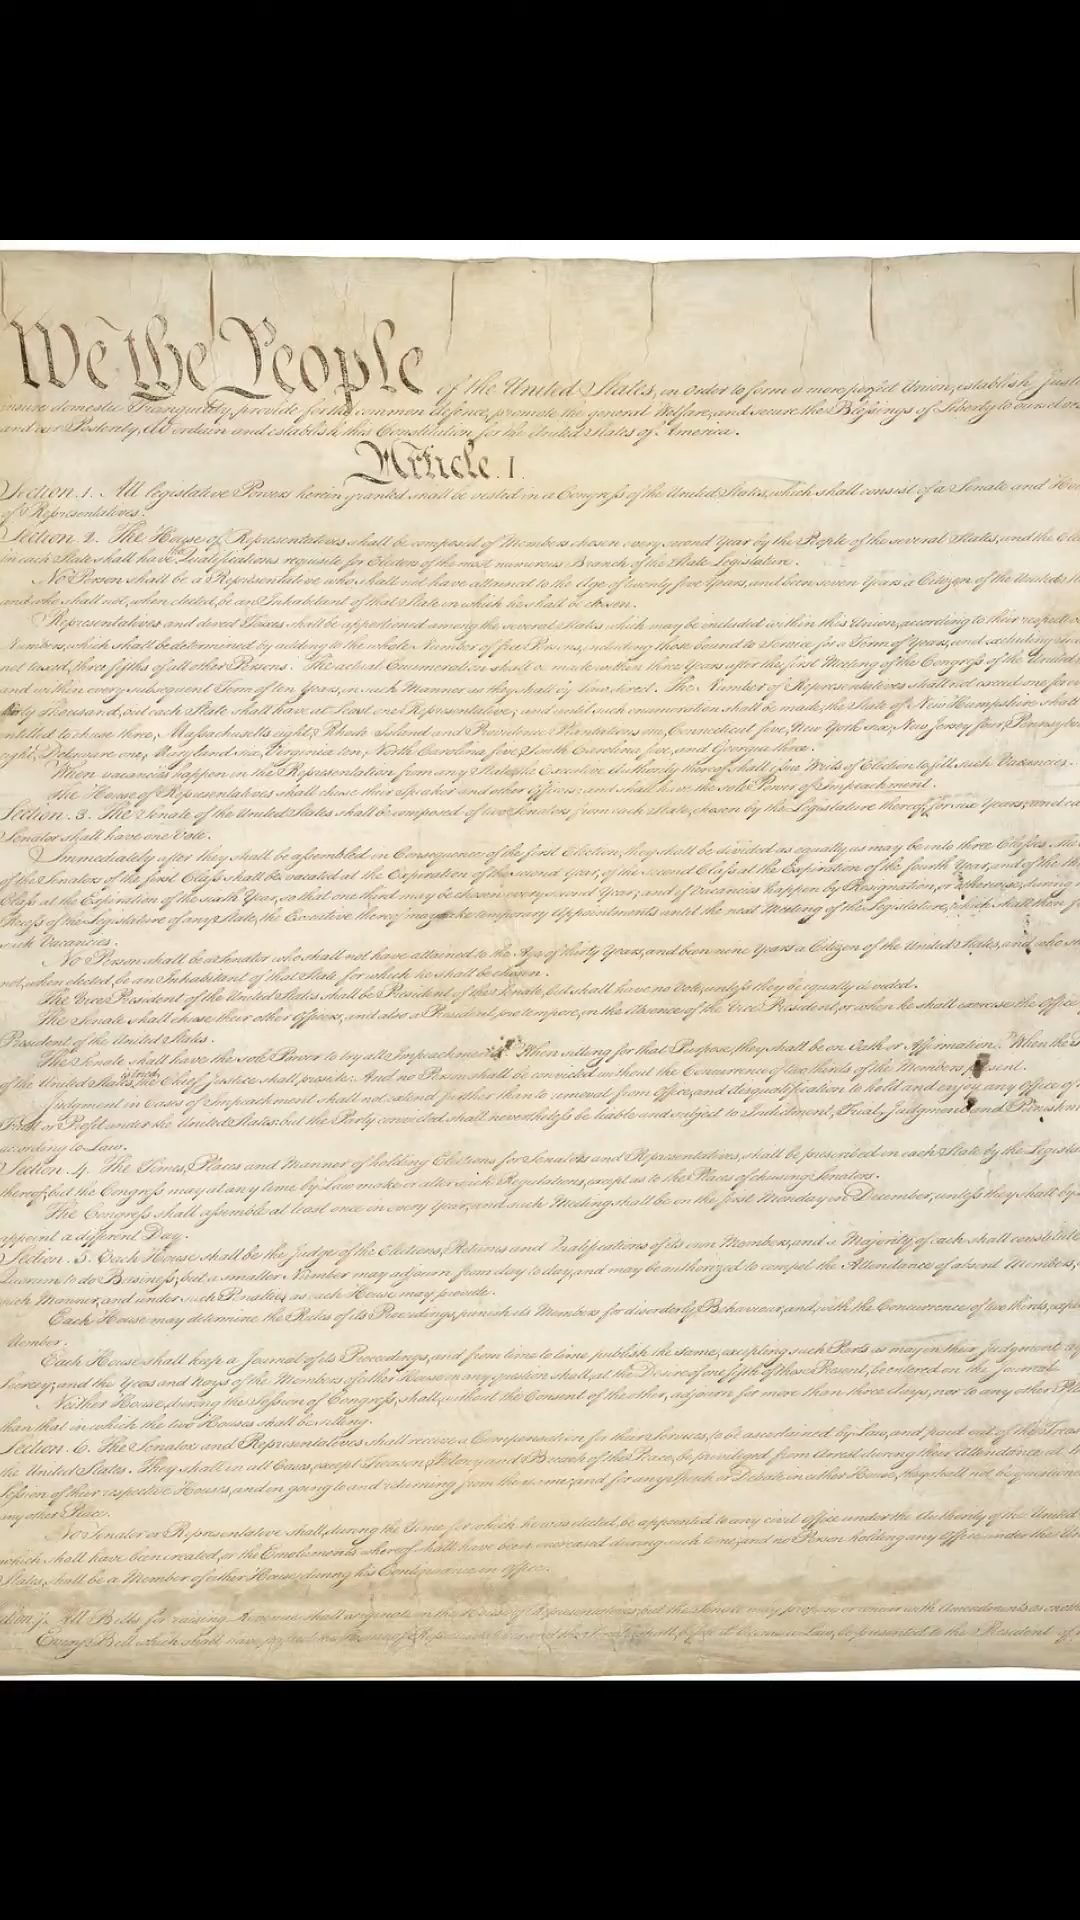 We the People of the United States, in Order to form a more perfect Union, establish Just
insure domestic Tranquility, provide for the common defence, promote the general Welfare, and secure the Blessings of Liberty to ourselves
and our Posterity, do ordain and establish this Constitution for the United States of America.
Article. I.
Section. 1. All legislative Powers herein granted shall be vested in a Congress of the United States, which shall consist of a Senate and Hou
of Representatives.
Section. 2. The House of Representatives shall be composed of Members chosen every second Year by the People of the several States, and the Elec
in each State shall have the Qualifications requisite for Electors of the most numerous Branch of the State Legislature.
No Person shall be a Representative who shall not have attained to the Age of twenty five Years, and been seven Years a Citizen of the United St
and who shall not, when elected, be an Inhabitant of that State in which he shall be chosen.
Representatives and direct Taxes shall be apportioned among the several States which may be included within this Union, according to their respective
Numbers, which shall be determined by adding to the whole Number of free Persons, including those bound to Service for a Term of Years, and excluding
not taxed, three fifths of all other Persons. The actual Enumeration shall be made within three Years after the first Meeting of the Congress of the United
and within every subsequent Term of ten Years, in such Manner as they shall by Law direct. The Number of Representatives shall not exceed one for
thirty Thousand, but each State shall have at Least one Representative; and until such enumeration shall be made, the State of New Hampshire shall
entitled to chuse three, Massachusetts eight, Rhode Island and Providence Plantations one, Connecticut five, New York six, New Jersey four, Pennsylvan
eight, Delaware one, Maryland six, Virginia ten, North Carolina five, South Carolina five, and Georgia three.
When vacancies happen in the Representation from any State, the Executive Authority thereof shall issue Writs of Election to fill such Vacancies.
The House of Representatives shall chuse their Speaker and other Officers; and shall have the sole Power of Impeachment.
Section. 3. The Senate of the United States shall be composed of two Senators from each State, chosen by the Legislature thereof, for six Years; and
Senator shall have one Vote.
Immediately after they shall be assembled in Consequence of the first Election, they shall be divided as equally as may be into three Classes. The
of the Senators of the first Class shall be vacated at the Expiration of the second Year, of the second Class at the Expiration of the fourth Year, and of the
Class at the Expiration of the sixth Year, so that one third may be chosen every second Year; and if Vacancies happen by Resignation, or otherwise, during
Recess of the Legislature of any State, the Executive thereof may make temporary Appointments until the next Meeting of the Legislature, which shall then
such Vacancies.
No Person shall be a Senator who shall not have attained to the Age of thirty Years, and been nine Years a Citizen of the United States, and who
not, when elected, be an Inhabitant of that State for which he shall be chosen.
The Vice President of the United States shall be President of the Senate, but shall have no Vote, unless they be equally divided.
The Senate shall chuse their other Officers, and also a President pro tempore, in the Absence of the Vice President, or when he shall exercise the Office
President of the United States.
The Senate shall have the sole Power to try all Impeachments. When sitting for that Purpose, they shall be on Oath or Affirmation. When the
of the United States is tried, the Chief Justice shall preside: And no Person shall be convicted without the Concurrence of two thirds of the Members present.
Judgment in Cases of Impeachment shall not extend further than to removal from Office, and disqualification to hold and enjoy any Office of
Trust or Profit under the United States: but the Party convicted shall nevertheless be liable and subject to Indictment, Trial, Judgment and Punishm
according to Law.
Section. 4. The Times, Places and Manner of holding Elections for Senators and Representatives, shall be prescribed in each State by the Legisla
thereof; but the Congress may at any time by Law make or alter such Regulations, except as to the Places of chusing Senators.
The Congress shall assemble at least once in every Year, and such Meeting shall be on the first Monday in December, unless they shall by
appoint a different Day.
Section. 5. Each House shall be the Judge of the Elections, Returns and Qualifications of its own Members, and a Majority of each shall constitute
Quorum to do Business; but a smaller Number may adjourn from day to day, and may be authorized to compel the Attendance of absent Members,
such Manner, and under such Penalties as each House may provide.
Each House may determine the Rules of its Proceedings, punish its Members for disorderly Behaviour, and, with the Concurrence of two thirds, expel
Member.
Each House shall keep a Journal of its Proceedings, and from time to time publish the same, excepting such Parts as may in their Judgment
Secrecy; and the Yeas and Nays of the Members of either House on any question shall, at the Desire of one fifth of those Present, be entered on the Journal.
Neither House, during the Session of Congress, shall, without the Consent of the other, adjourn for more than three days, nor to any other Pla
than that in which the two Houses shall be sitting.
Section. 6. The Senators and Representatives shall receive a Compensation for their Services, to be ascertained by Law, and paid out of the Treas
the United States. They shall in all Cases, except Treason, Felony and Breach of the Peace, be privileged from Arrest during their Attendance at the
Session of their respective Houses, and in going to and returning from the same; and for any Speech or Debate in either House, they shall not be questioned
any other Place.
No Senator or Representative shall, during the Time for which he was elected, be appointed to any civil Office under the Authority of the United
which shall have been created, or the Emoluments whereof shall have been encreased during such time; and no Person holding any Office under the Un
States, shall be a Member of either House during his Continuance in Office.
ction. 7. All Bills for raising Revenue shall originate in the House of Representatives; but the Senate may propose or concur with Amendments as on
Every Bill which shall have passed the House of Representatives and the Senate, shall, before it become a Law, be presented to the President of